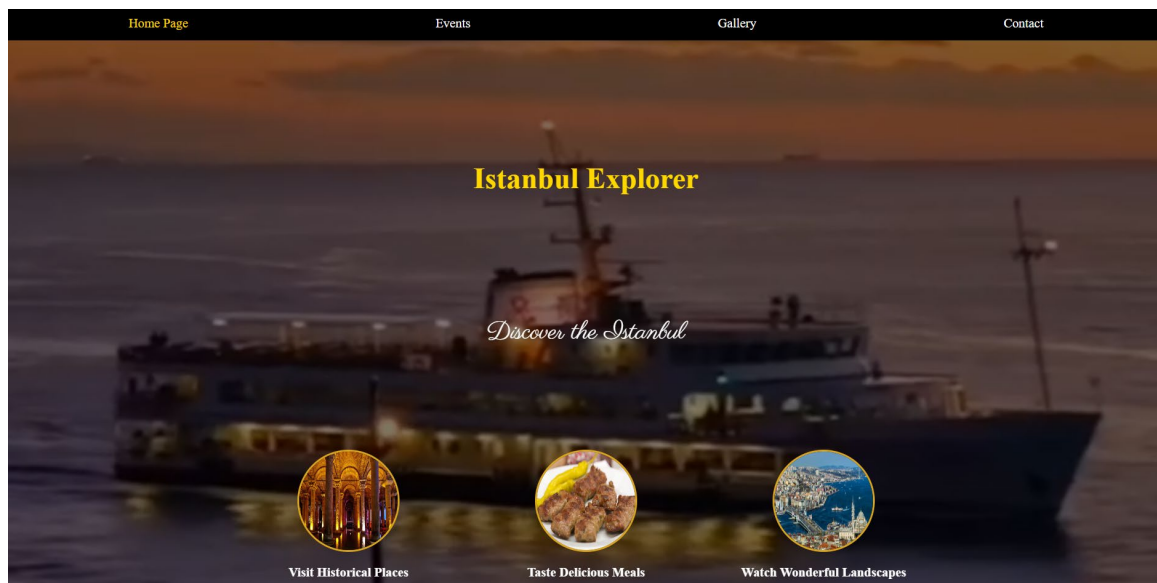 Home Page Events Gallery Contact
Istanbul Explorer
Discover the Istanbul
Visit Historical Places Taste Delicious Meals Watch Wonderful Landscapes